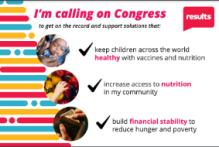 I'm calling on Congress
results
to get on the record and support solutions that:
keep children across the world
healthy with vaccines and nutrition
increase access to nutrition
in my community
build financial stability to
reduce hunger and poverty